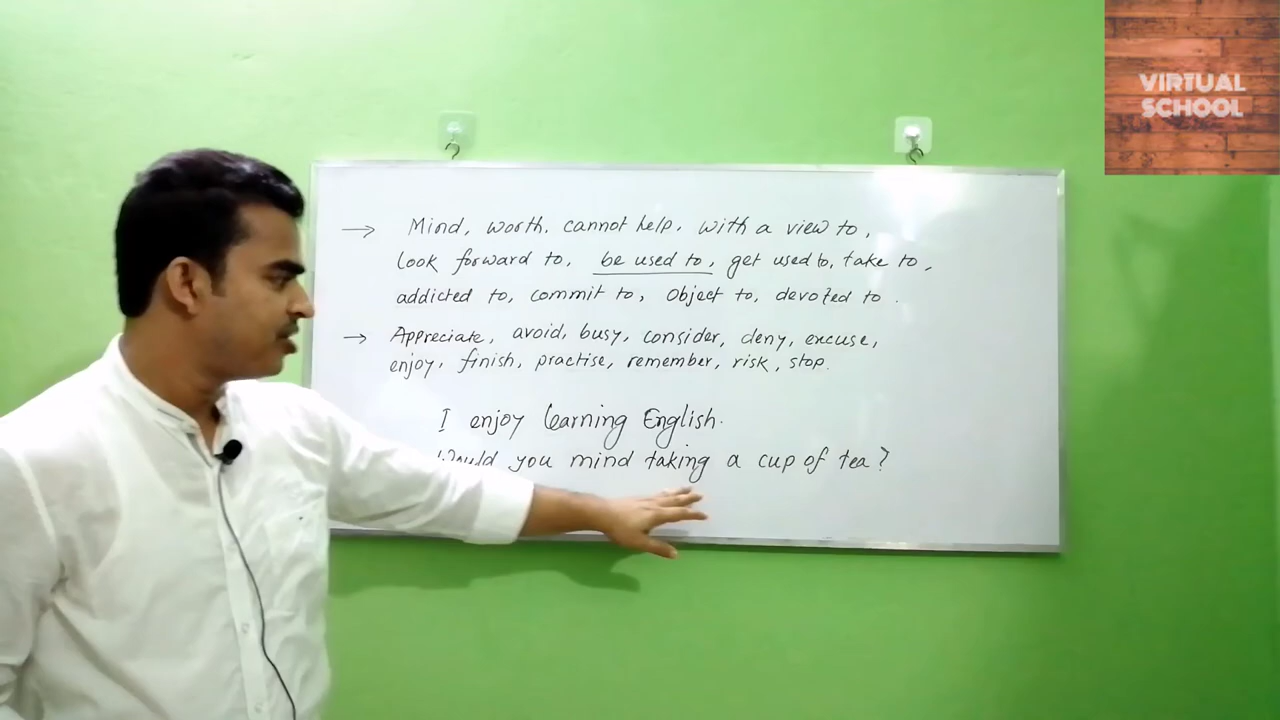 VIRTUAL
SCHOOL
→ Mind, worth, cannot help, with a view to,
look forward to, be used to, get used to, take to,
addicted to, commit to, object to, devoted to.
→ Appreciate, avoid, busy, consider, deny, excuse,
enjoy, finish, practise, remember, risk, stop.
I enjoy learning English.
Would you mind taking a cup of tea?